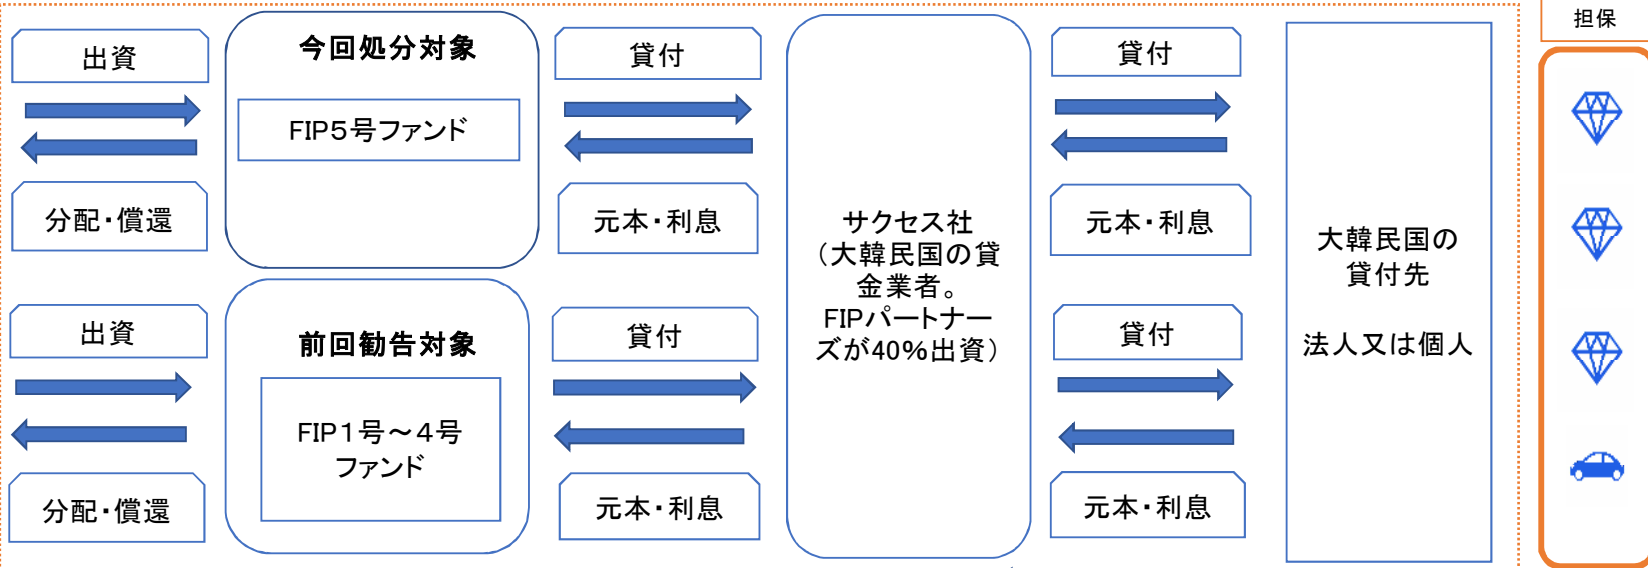 担保
出資
今回処分対象
貸付
貸付
FIP5号ファンド
分配・償還
元本・利息
元本・利息
サクセス社
(大韓民国の貸
金業者。
FIPパートナー
ズが40%出資)
大韓民国の
貸付先
法人又は個人
出資
前回勧告対象
貸付
貸付
FIP1号~4号
ファンド
分配・償還
元本・利息
元本・利息